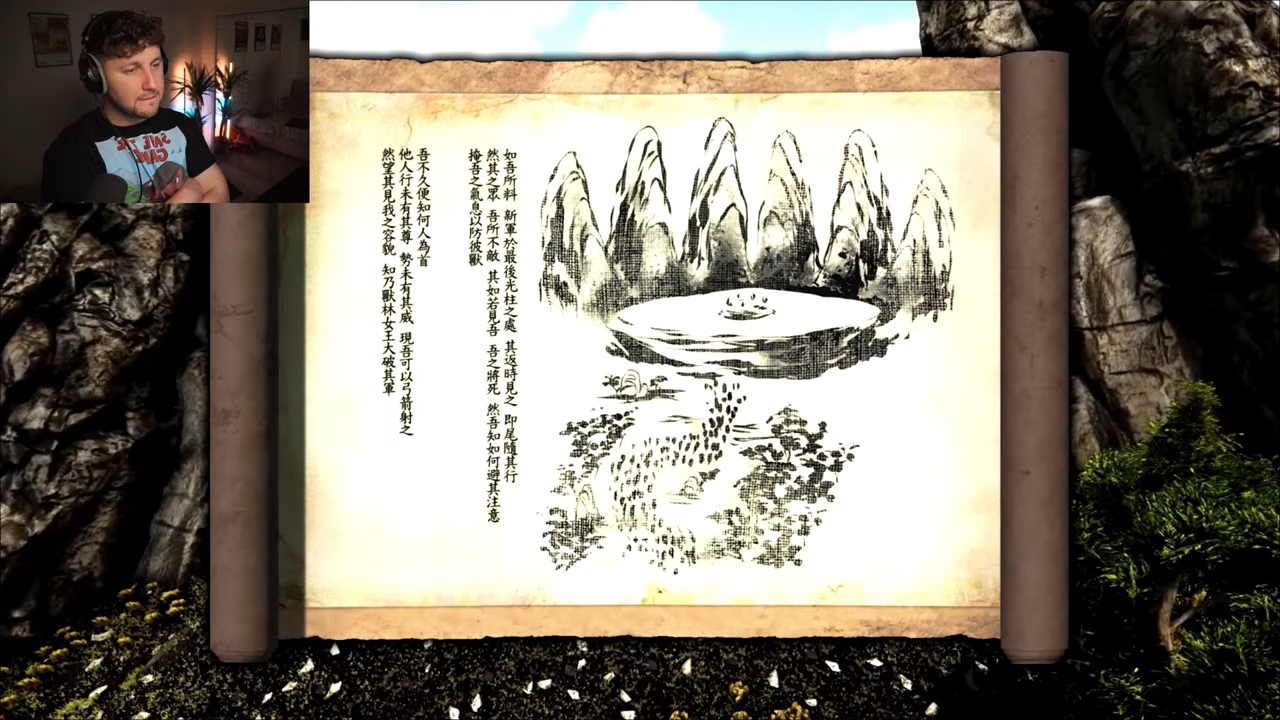 如吾所料 新軍於最後光柱之處 其返時見之 即尾隨其行
然其之眾 吾所不敵 其如若見吾 吾之將死 然吾知如何避其注意
掩吾之氣息以防彼獸
吾不久便知何人為首
他人行未有其尊 勢未有其威 現吾可以弓箭射之
然望其見我之容貌 知乃獸林女王大破其軍